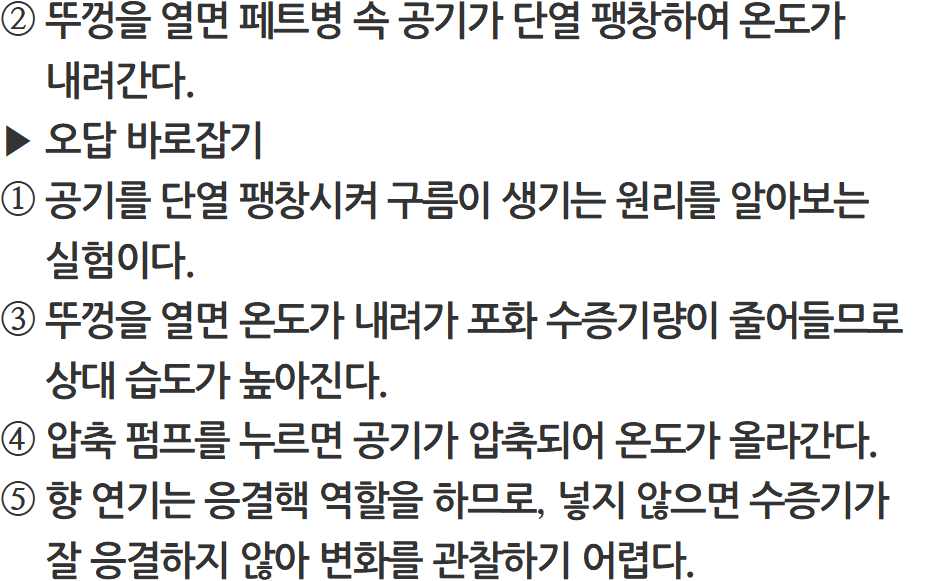 ② 뚜껑을 열면 페트병 속 공기가 단열 팽창하여 온도가
내려간다.
▶ 오답 바로잡기
① 공기를 단열 팽창시켜 구름이 생기는 원리를 알아보는
실험이다.
③ 뚜껑을 열면 온도가 내려가 포화 수증기량이 줄어들므로
상대 습도가 높아진다.
④ 압축 펌프를 누르면 공기가 압축되어 온도가 올라간다.
⑤ 향 연기는 응결핵 역할을 하므로, 넣지 않으면 수증기가
잘 응결하지 않아 변화를 관찰하기 어렵다.